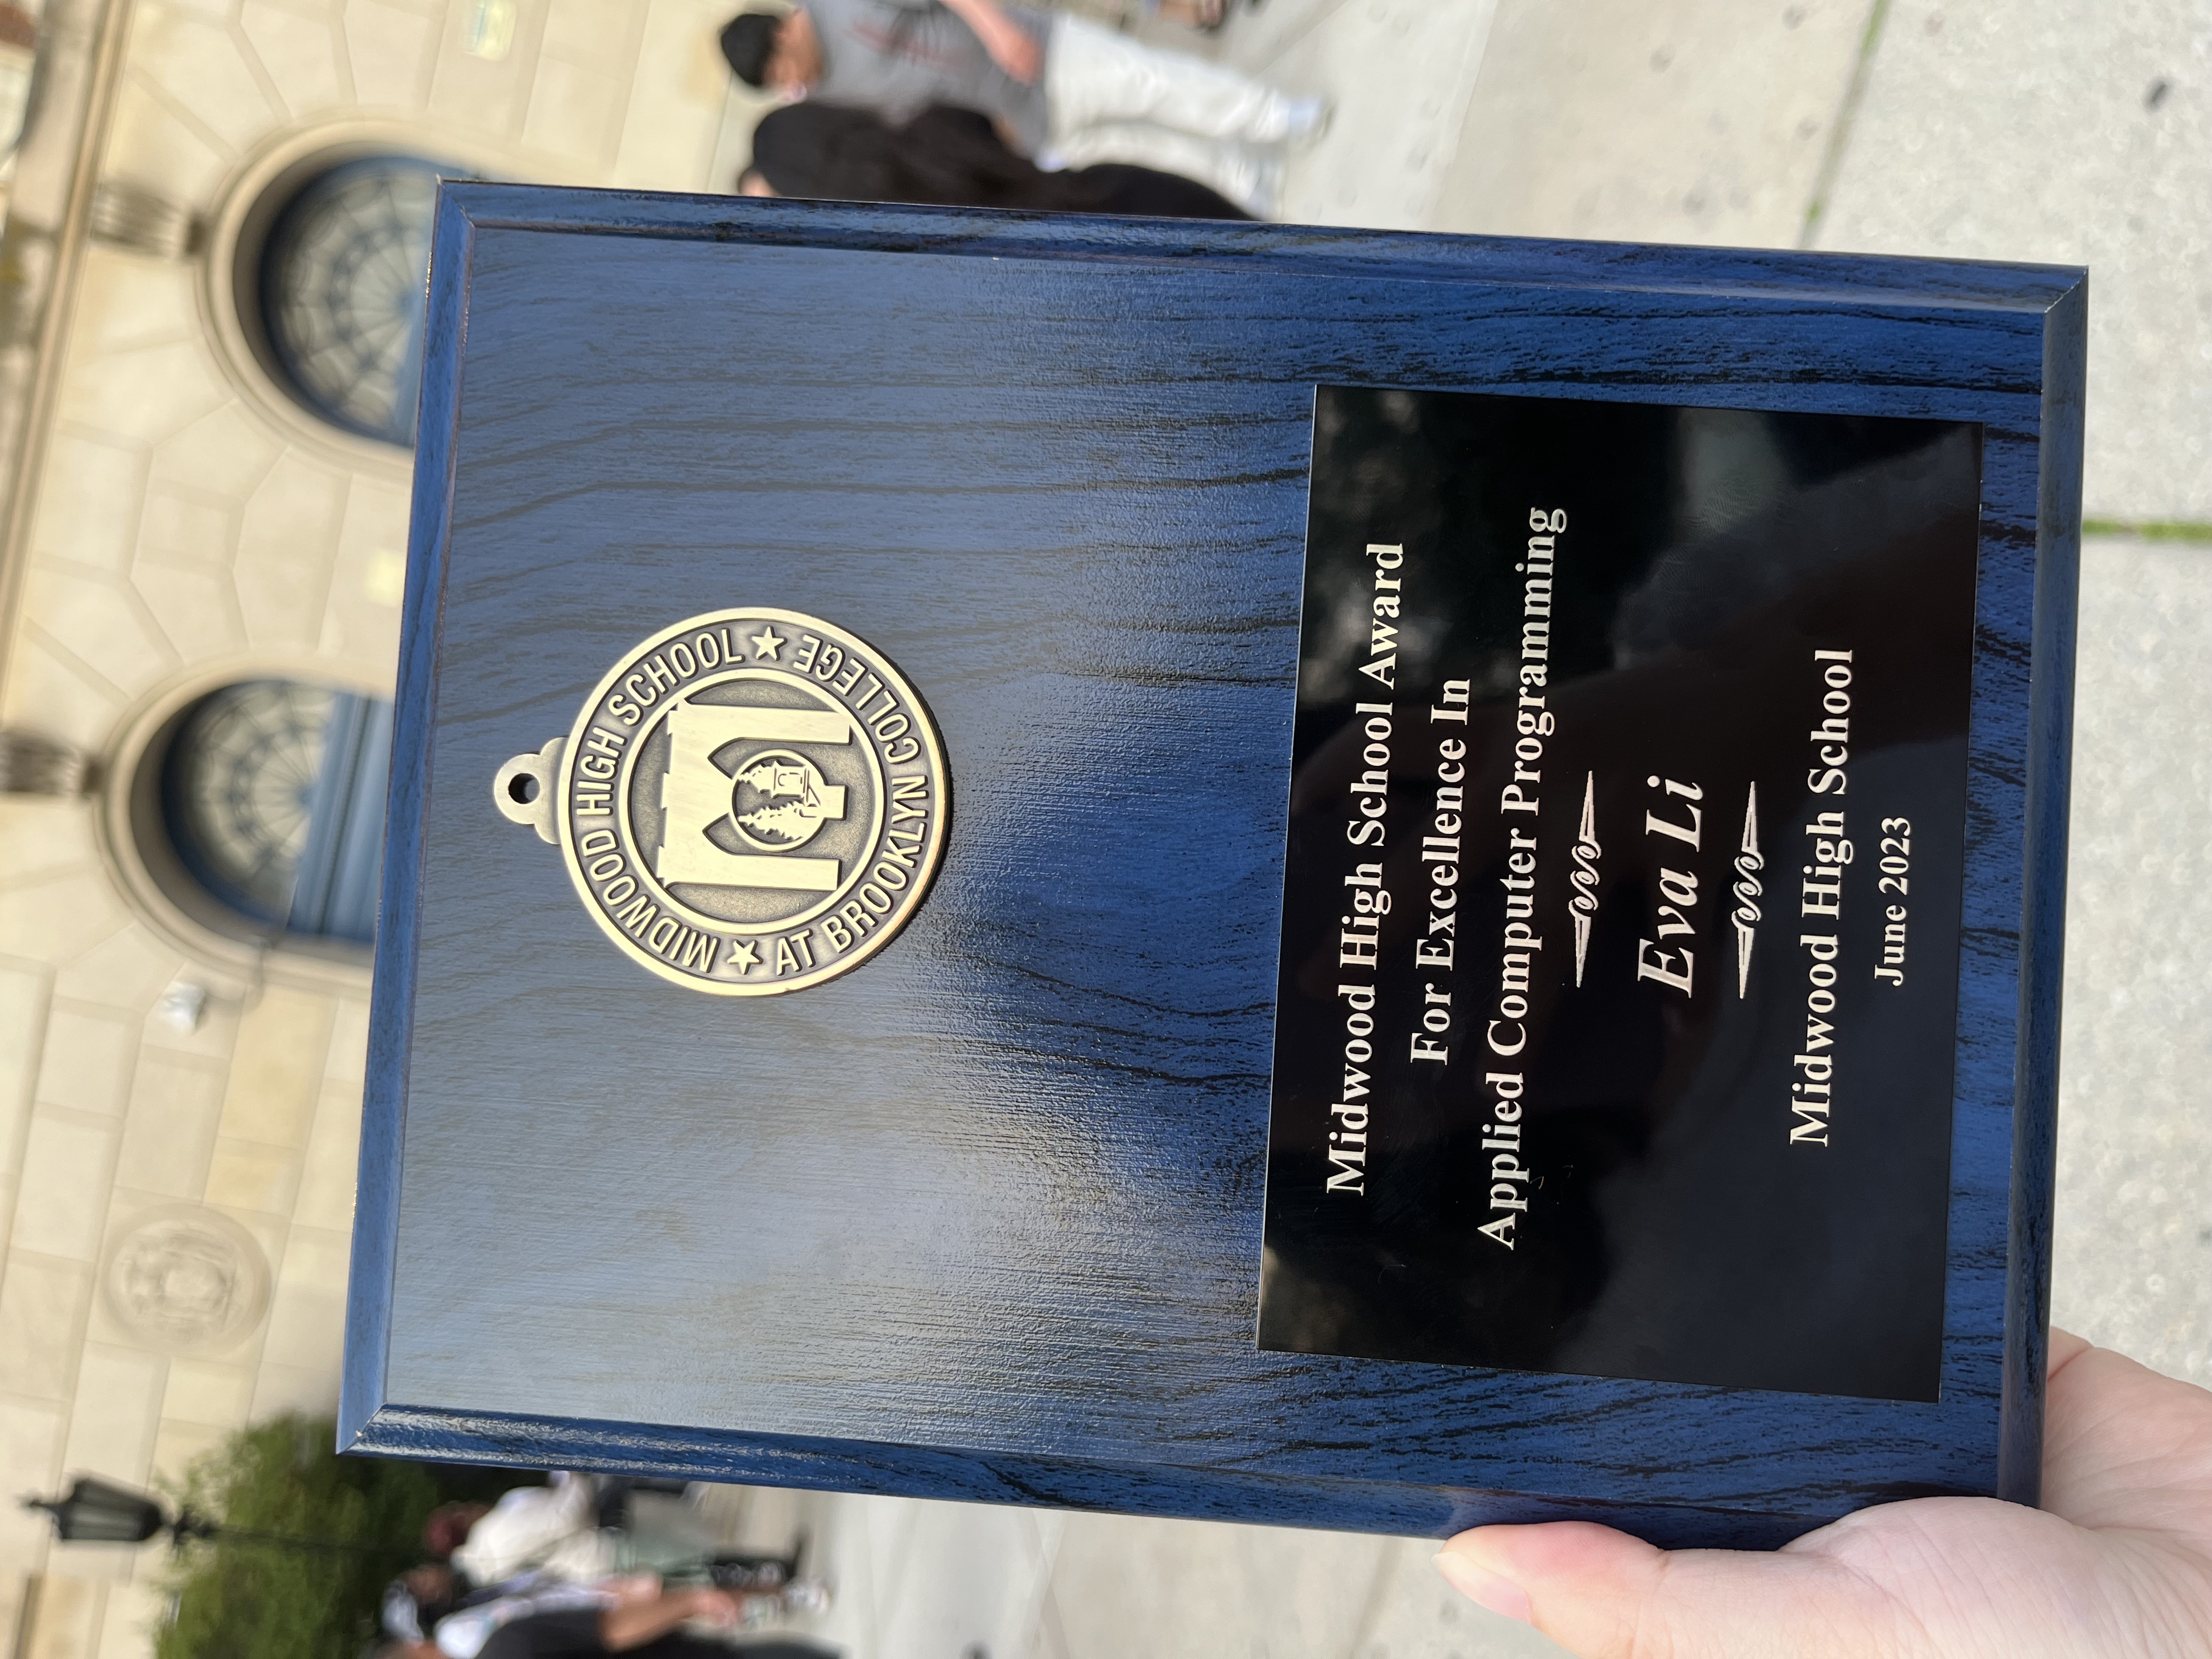 MIDWOOD HIGH SCHOOL
AT BROOKLYN COLLEGE
Midwood High School Award
For Excellence In
Applied Computer Programming
Eva Li
Midwood High School
June 2023